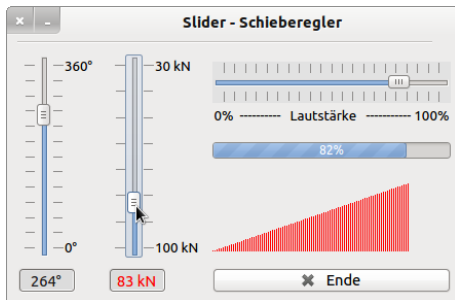 Slider - Schieberegler
360°
30 kN
0% ---------- Lautstärke ---------- 100%
82%
0°
100 kN
264°
83 kN
Ende